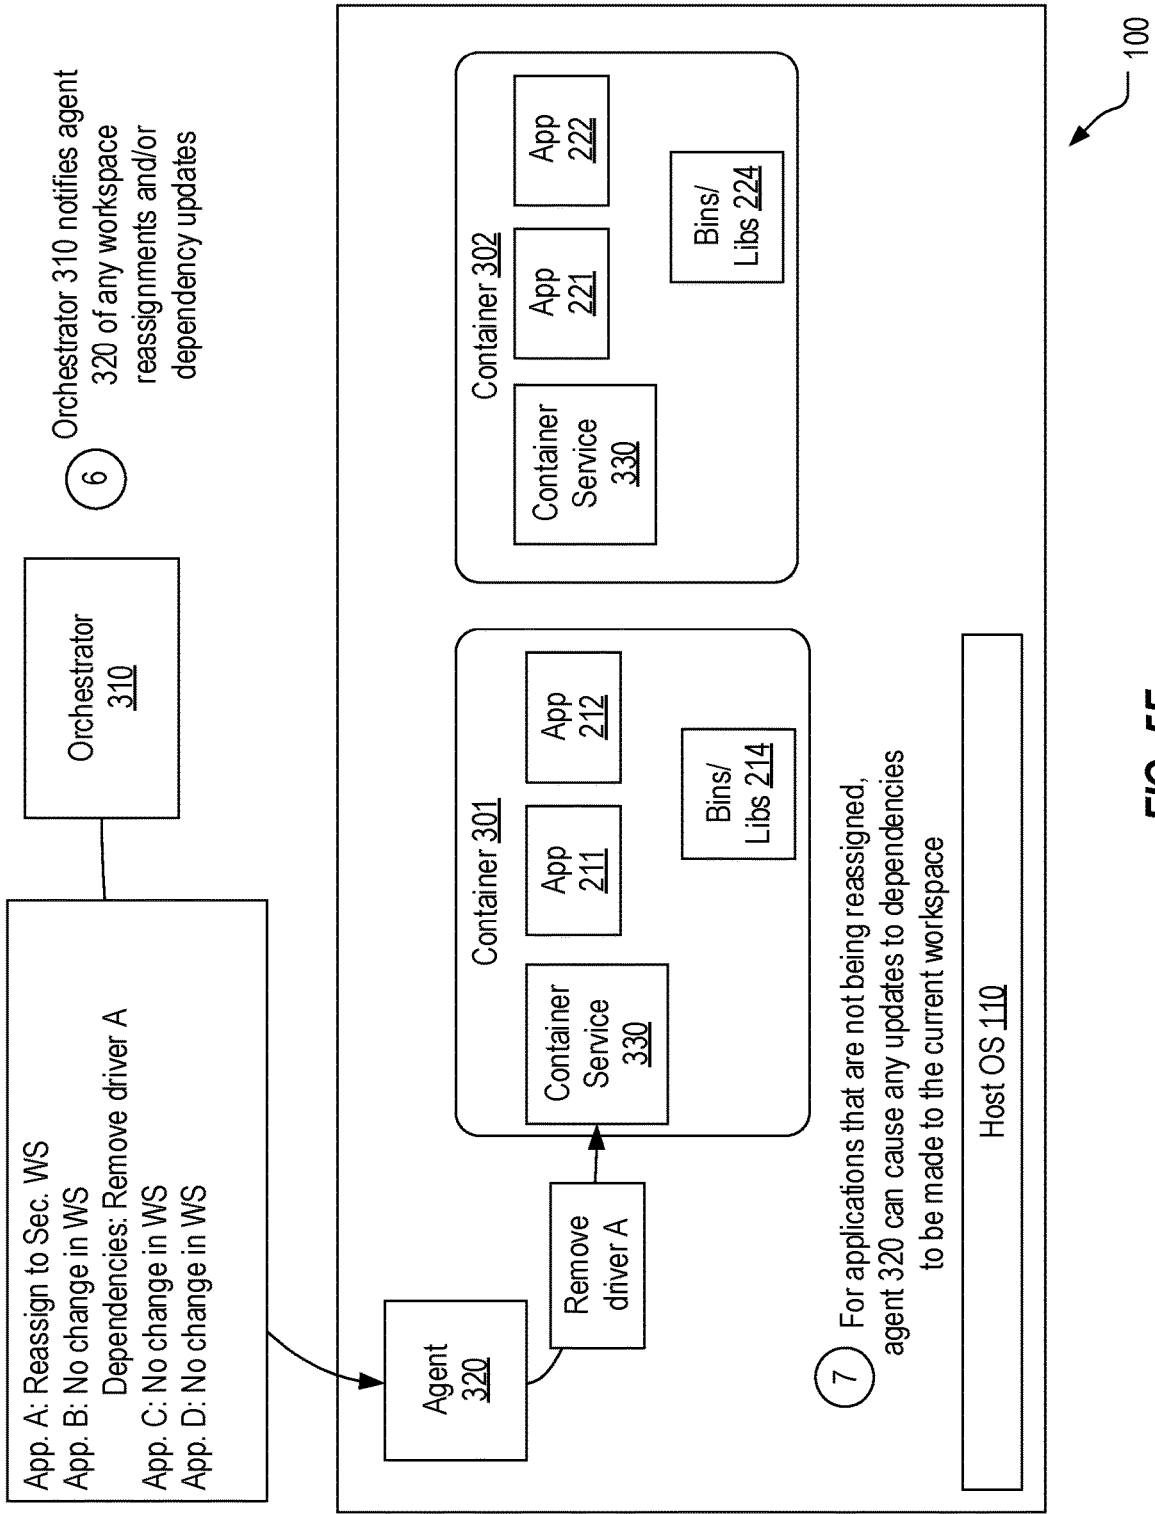 App. A: Reassign to Sec. WS
App. B: No change in WS
Dependencies: Remove driver A
App. C: No change in WS
App. D: No change in WS
Orchestrator
310
6
Orchestrator 310 notifies agent
320 of any workspace
reassignments and/or
dependency updates
Agent
320
Remove
driver A
Container 301
Container
Service
330
App
211
App
212
Bins/
Libs 214
Container 302
Container
Service
330
App
221
App
222
Bins/
Libs 224
7
For applications that are not being reassigned,
agent 320 can cause any updates to dependencies
to be made to the current workspace
Host OS 110
100